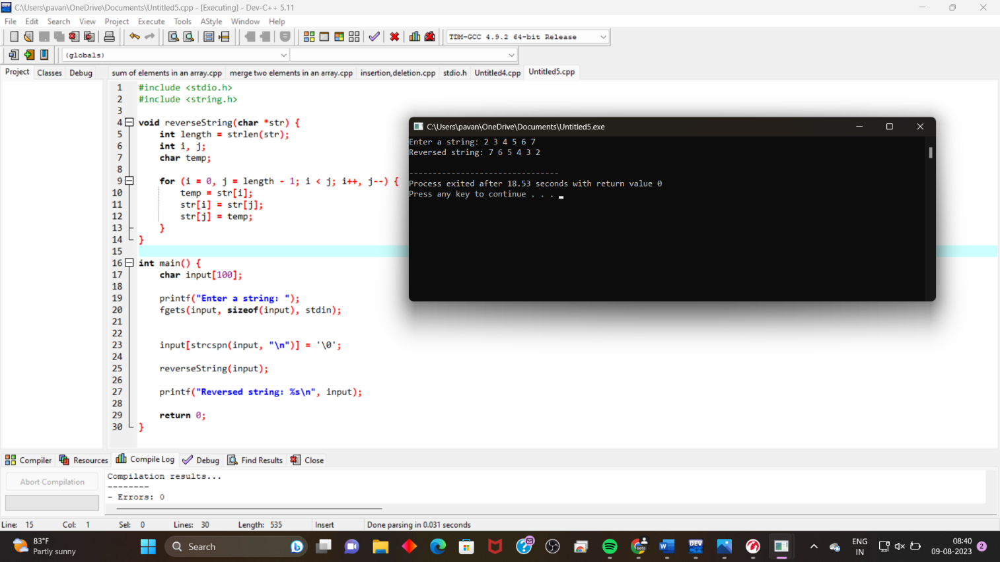 C:\Users\pavan\OneDrive\Documents\Untitled5.cpp - [Executing] - Dev-C++ 5.11
File Edit Search View Project Execute Tools AStyle Window Help
TDM-GCC 4.9.2 64-bit Release
(globals)
Project Classes Debug
sum of elements in an array.cpp merge two elements in an array.cpp insertion,deletion.cpp stdio.h Untitled4.cpp Untitled5.cpp
1 #include <stdio.h>
2 #include <string.h>
3
4 void reverseString(char *str) {
5 int length = strlen(str);
6 int i, j;
7 char temp;
8
9 for (i = 0, j = length - 1; i < j; i++, j--) {
10 temp = str[i];
11 str[i] = str[j];
12 str[j] = temp;
13 }
14 }
15
16 int main() {
17 char input[100];
18
19 printf("Enter a string: ");
20 fgets(input, sizeof(input), stdin);
21
22
23 input[strcspn(input, "\n")] = '\0';
24
25 reverseString(input);
26
27 printf("Reversed string: %s\n", input);
28
29 return 0;
30 }
C:\Users\pavan\OneDrive\Documents\Untitled5.exe
Enter a string: 2 3 4 5 6 7
Reversed string: 7 6 5 4 3 2
--------------------------------
Process exited after 18.53 seconds with return value 0
Press any key to continue . . .
Compiler Resources Compile Log Debug Find Results Close
Abort Compilation
Compilation results...
--------
- Errors: 0
Line: 15 Col: 1 Sel: 0 Lines: 30 Length: 535 Insert Done parsing in 0.031 seconds
83°F
Partly sunny
Search
Beta
DEV
ENG
IN
08:40
09-08-2023
2